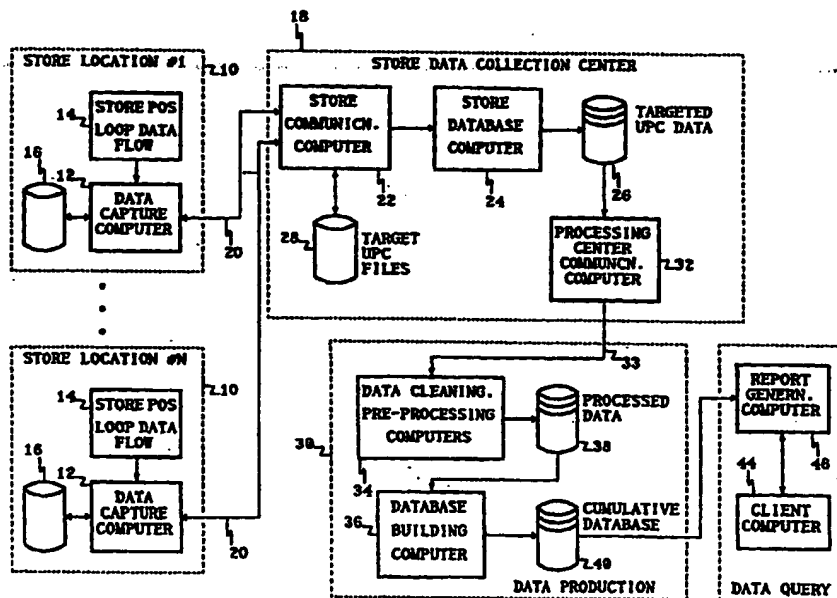 18
STORE LOCATION #1
10
STORE DATA COLLECTION CENTER
14
STORE POS
LOOP DATA
FLOW
STORE
COMMUNICN.
COMPUTER
STORE
DATABASE
COMPUTER
TARGETED
UPC DATA
16
12
DATA
CAPTURE
COMPUTER
20
22
24
26
28
TARGET
UPC
FILES
PROCESSING
CENTER
COMMUNCN.
COMPUTER
32
33
STORE LOCATION #N
10
14
STORE POS
LOOP DATA
FLOW
16
12
DATA
CAPTURE
COMPUTER
20
30
DATA CLEANING.
PRE-PROCESSING
COMPUTERS
34
PROCESSED
DATA
38
36
DATABASE
BUILDING
COMPUTER
CUMULATIVE
DATABASE
40
DATA PRODUCTION
REPORT
GENERN.
COMPUTER
46
44
CLIENT
COMPUTER
DATA QUERY